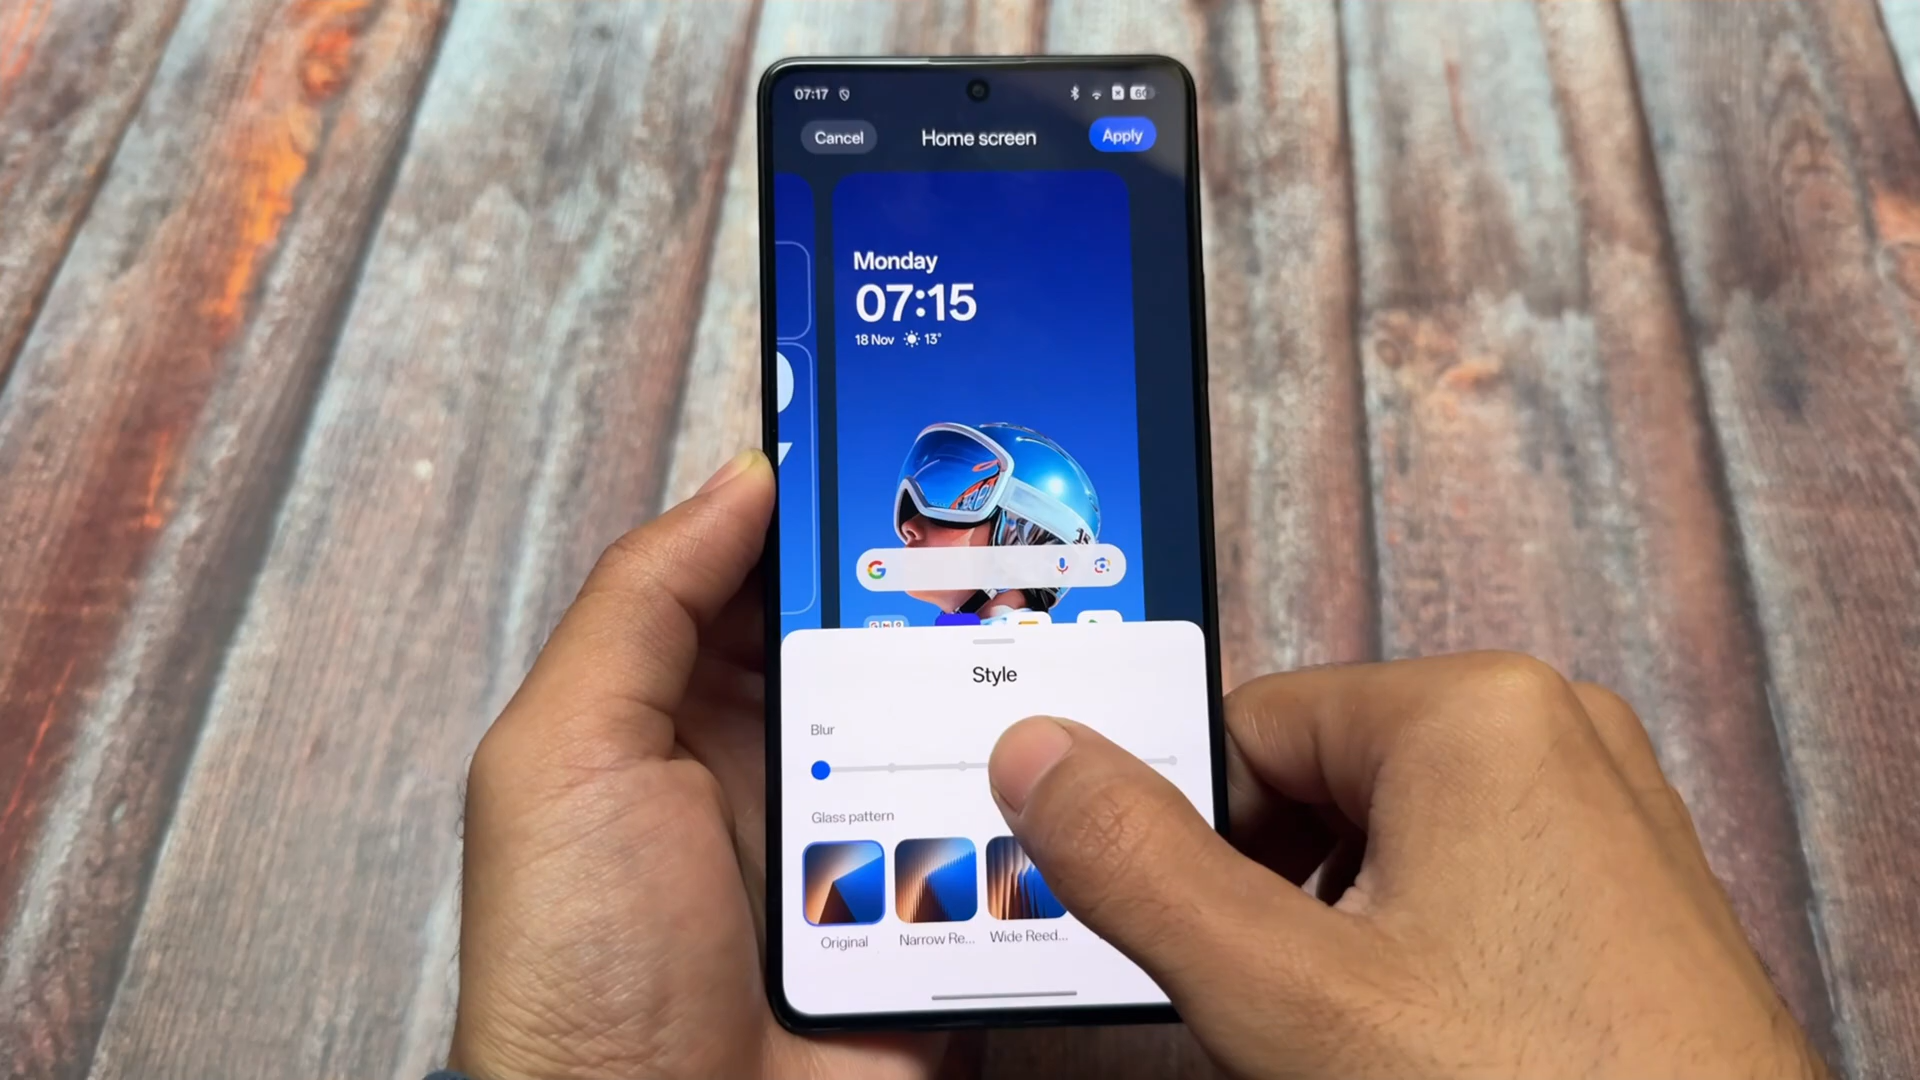 07:17
60
Cancel
Home screen
Apply
Monday
07:15
18 Nov 13°
G
Style
Blur
Glass pattern
Original
Narrow Re...
Wide Reed...